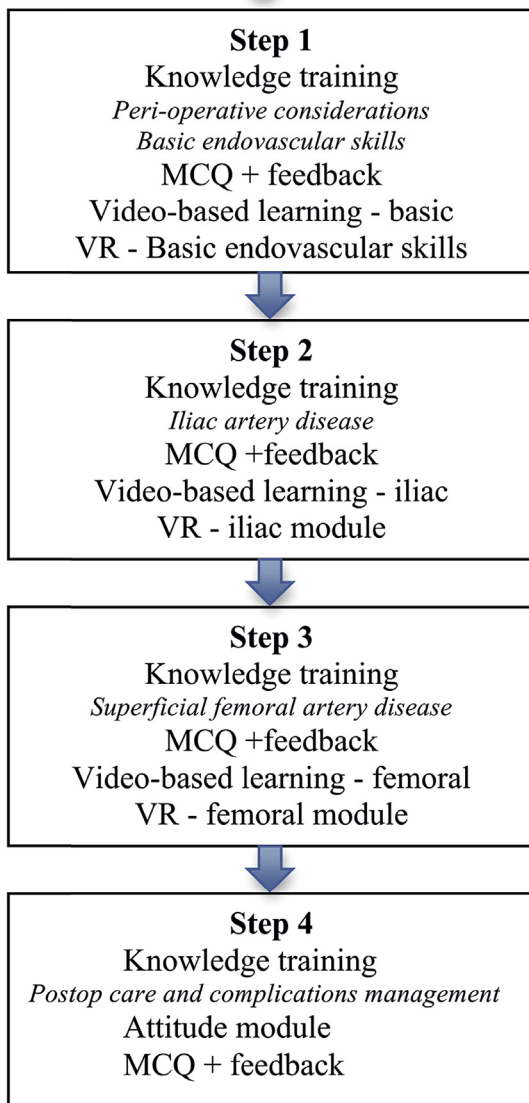 Step 1
Knowledge training
Peri-operative considerations
Basic endovascular skills
MCQ + feedback
Video-based learning - basic
VR - Basic endovascular skills
Step 2
Knowledge training
Iliac artery disease
MCQ +feedback
Video-based learning - iliac
VR - iliac module
Step 3
Knowledge training
Superficial femoral artery disease
MCQ +feedback
Video-based learning - femoral
VR - femoral module
Step 4
Knowledge training
Postop care and complications management
Attitude module
MCQ + feedback